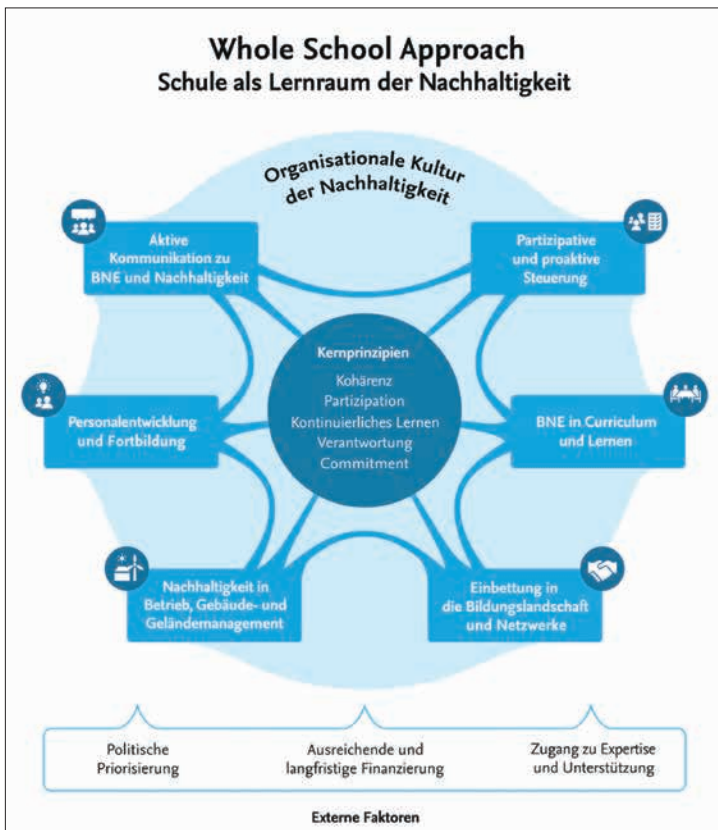 Whole School Approach
Schule als Lernraum der Nachhaltigkeit
Organisationale Kultur
der Nachhaltigkeit
Aktive
Kommunikation zu
BNE und Nachhaltigkeit
Partizipative
und proaktive
Steuerung
Kernprinzipien
Kohärenz
Partizipation
Kontinuierliches Lernen
Verantwortung
Commitment
Personalentwicklung
und Fortbildung
BNE in Curriculum
und Lernen
Nachhaltigkeit in
Betrieb, Gebäude- und
Geländemanagement
Einbettung in
die Bildungslandschaft
und Netzwerke
Politische
Priorisierung
Ausreichende und
langfristige Finanzierung
Zugang zu Expertise
und Unterstützung
Externe Faktoren